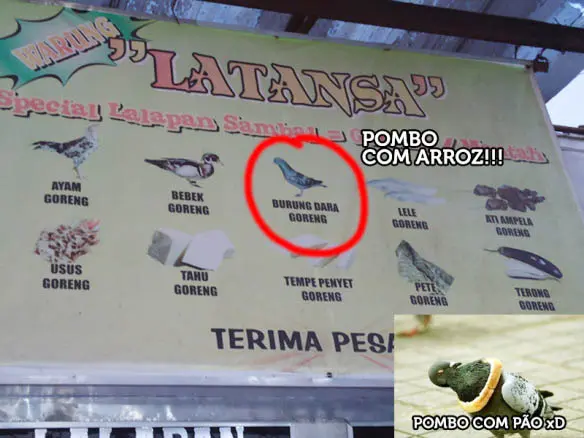 WARUNG
"LATANSA"
Special Lalapan Sambal =
POMBO
COM ARROZ!!!
AYAM
GORENG
BEBEK
GORENG
BURUNG DARA
GORENG
LELE
GORENG
ATI AMPELA
GORENG
USUS
GORENG
TAHU
GORENG
TEMPE PENYET
GORENG
PETE
GORENG
TERONG
GORENG
TERIMA PESA
POMBO COM PÃO xD